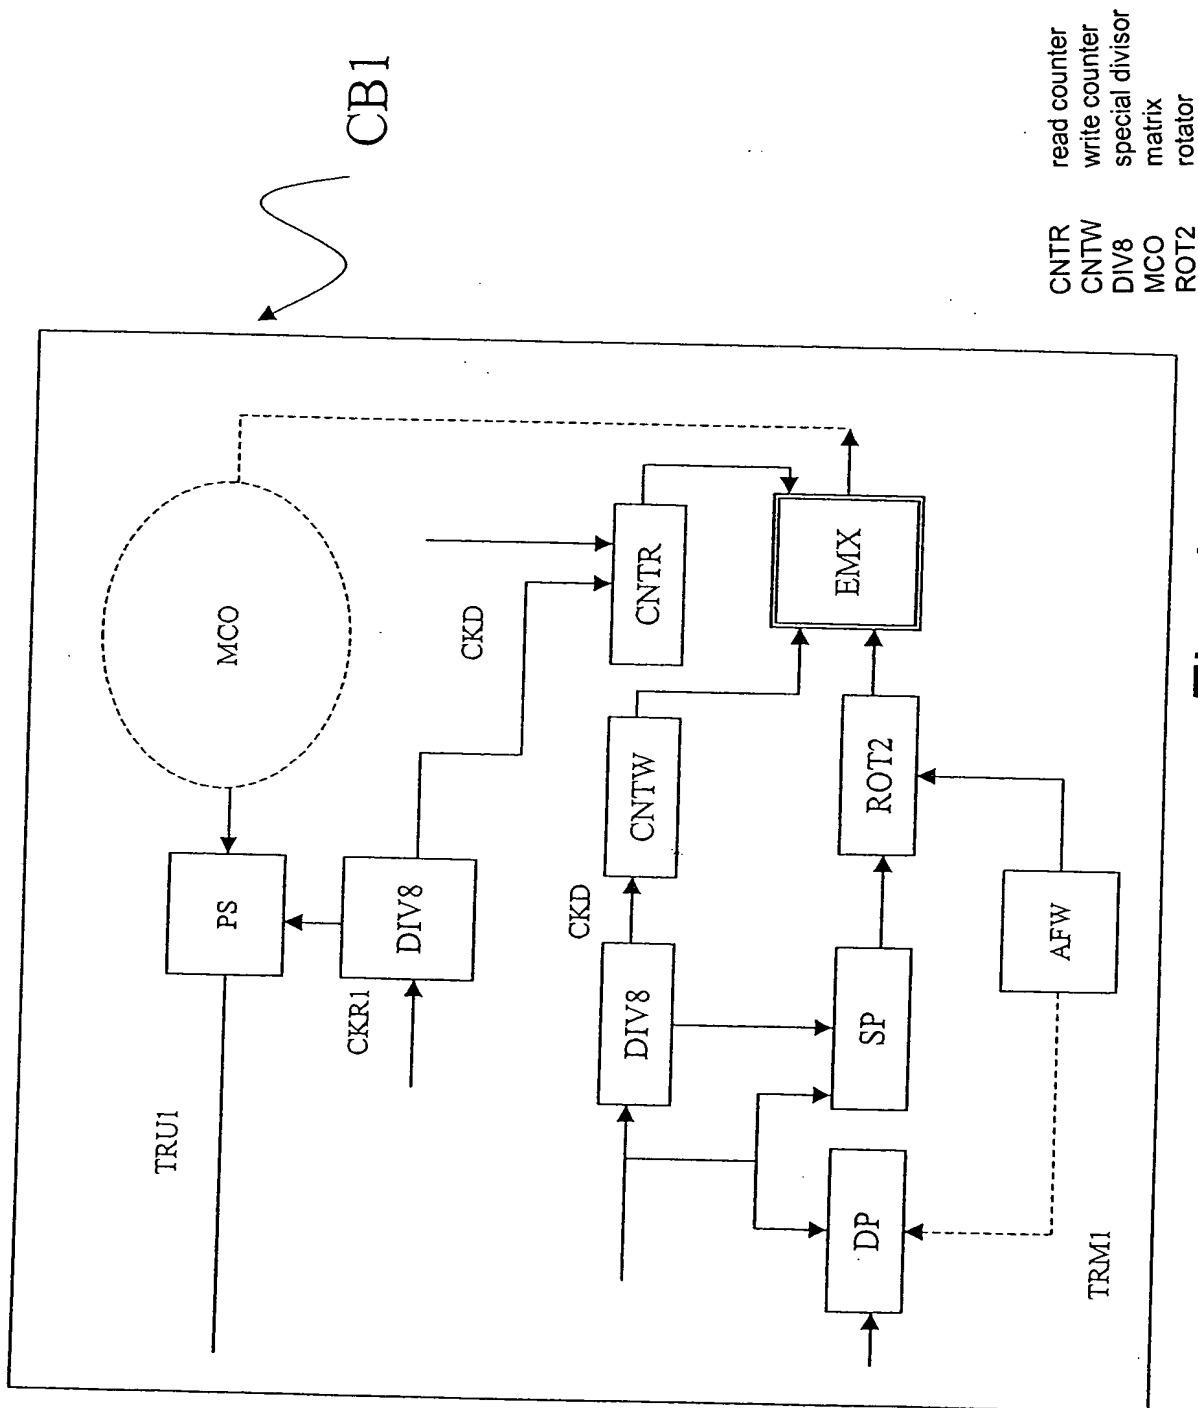 CB1
TRU1
PS
MCO
CKR1
DIV8
CKD
CNTR
CKD
DIV8
CNTW
EMX
DP
SP
ROT2
AFW
TRM1
CNTR read counter
CNTW write counter
DIV8 special divisor
MCO matrix
ROT2 rotator